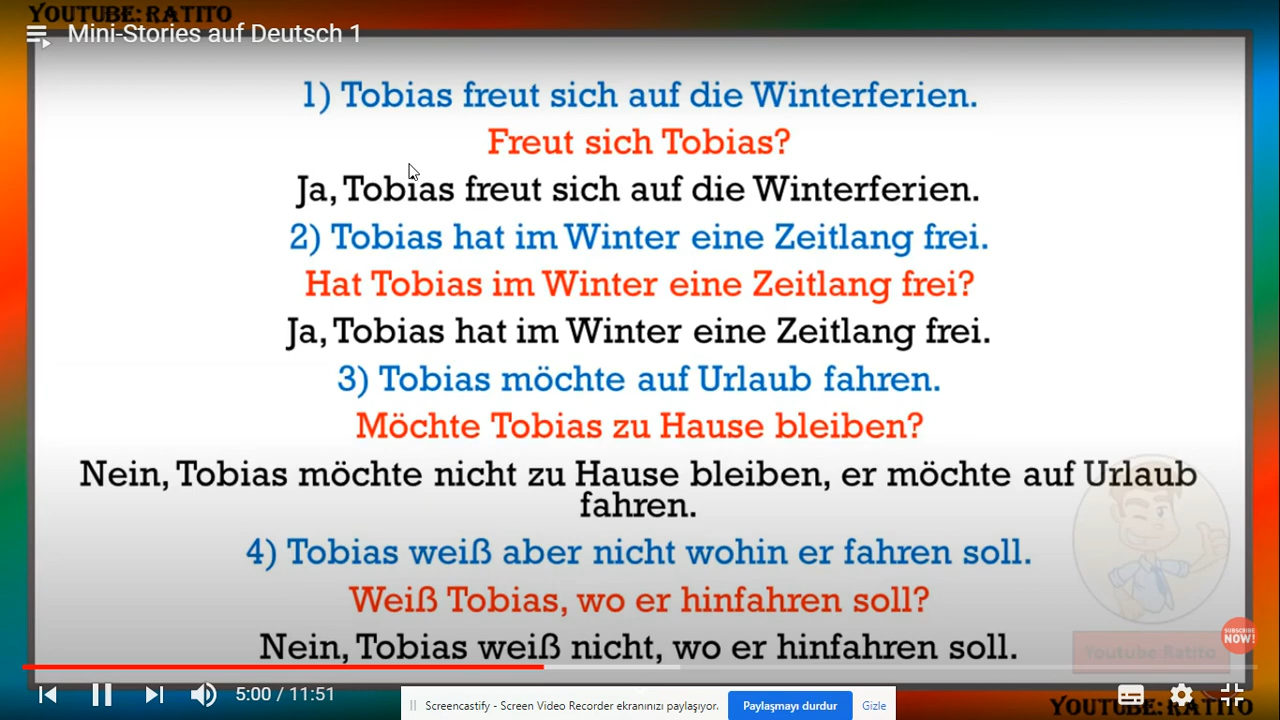 YOUTUBE: RATITO
Mini-Stories auf Deutsch 1
1) Tobias freut sich auf die Winterferien.
Freut sich Tobias?
Ja, Tobias freut sich auf die Winterferien.
2) Tobias hat im Winter eine Zeitlang frei.
Hat Tobias im Winter eine Zeitlang frei?
Ja, Tobias hat im Winter eine Zeitlang frei.
3) Tobias möchte auf Urlaub fahren.
Möchte Tobias zu Hause bleiben?
Nein, Tobias möchte nicht zu Hause bleiben, er möchte auf Urlaub
fahren.
4) Tobias weiß aber nicht wohin er fahren soll.
Weiß Tobias, wo er hinfahren soll?
Nein, Tobias weiß nicht, wo er hinfahren soll.
SUBSCRIBE
NOW!
Youtube Ratito
5:00 / 11:51
Screencastify - Screen Video Recorder ekranınızı paylaşıyor.
Paylaşmayı durdur
Gizle
YOUTUBE: RATITO